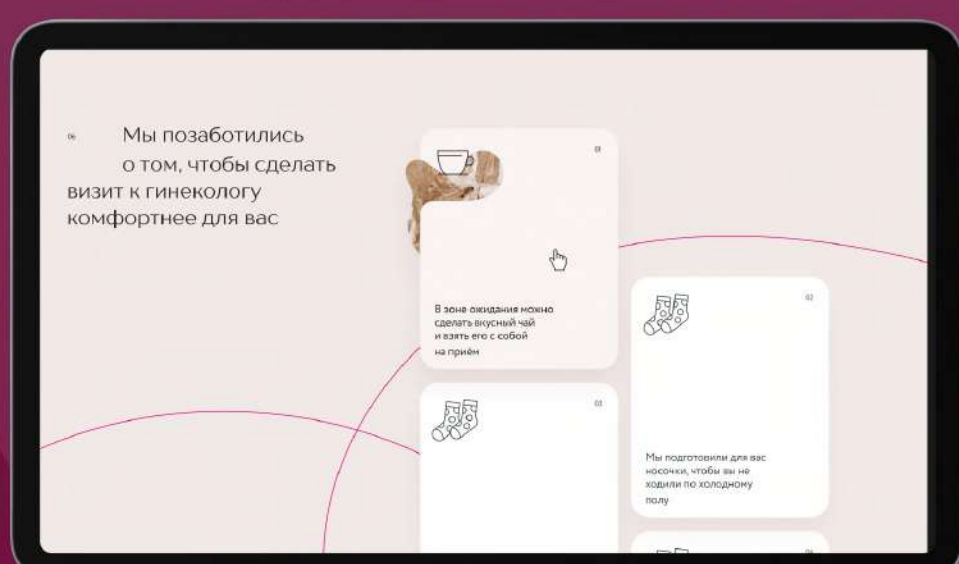 06
Мы позаботились
о том, чтобы сделать
визит к гинекологу
комфортнее для вас
01
В зоне ожидания можно
сделать вкусный чай
и взять его с собой
на приём
02
Мы подготовили для вас
носочки, чтобы вы не
ходили по холодному
полу
03